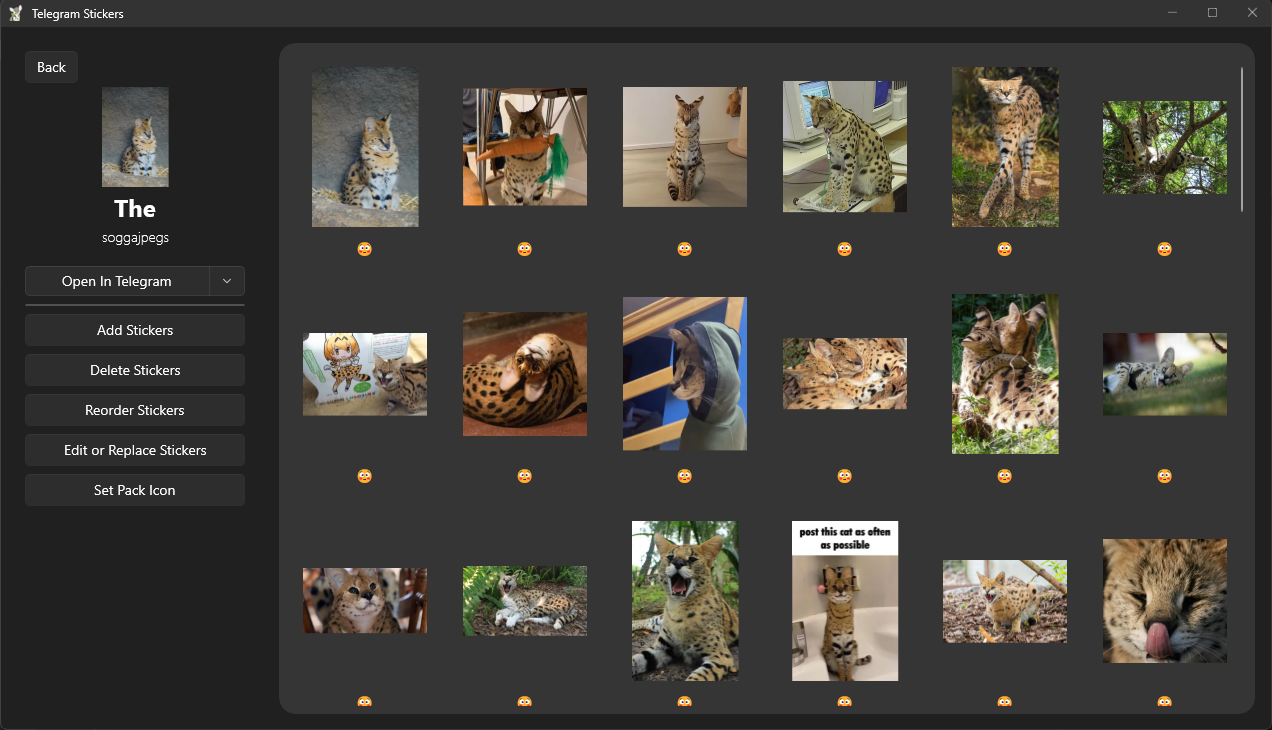 Telegram Stickers
Back
The
soggajpegs
Open In Telegram
Add Stickers
Delete Stickers
Reorder Stickers
Edit or Replace Stickers
Set Pack Icon
post this cat as often
as possible